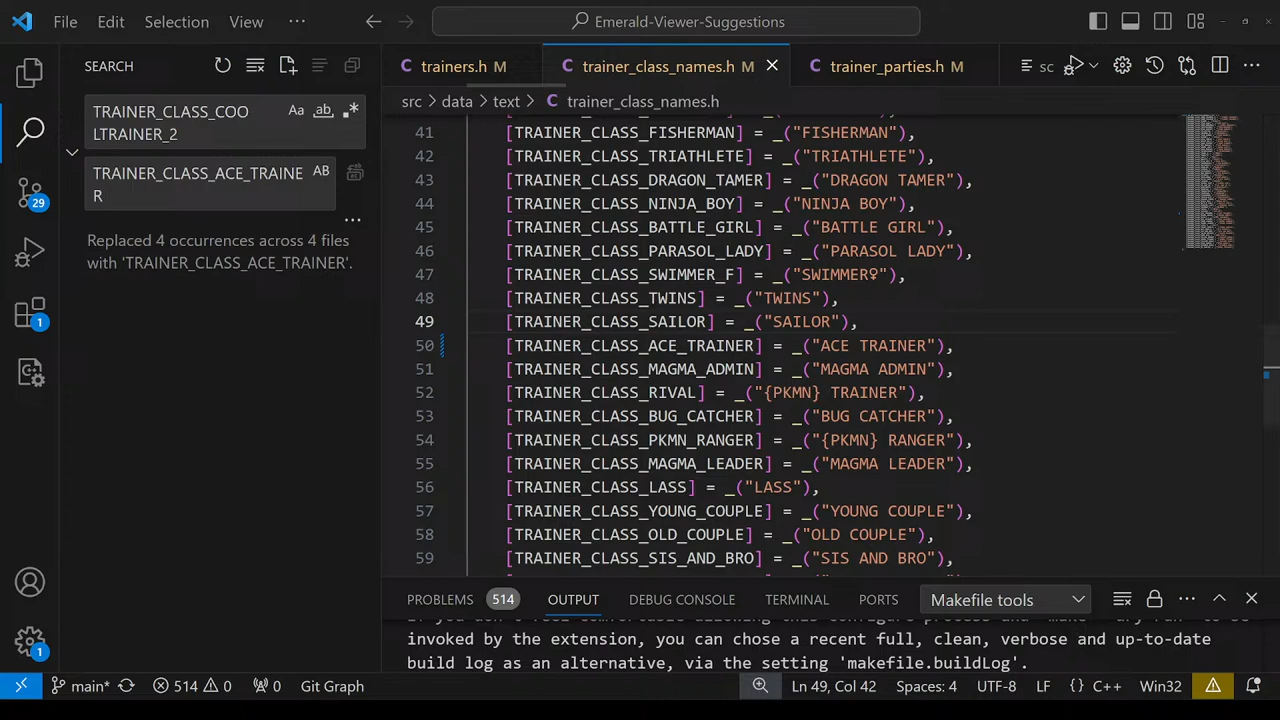 File Edit Selection View ··· Emerald-Viewer-Suggestions
SEARCH
TRAINER_CLASS_COO
LTRAINER_2
Aa ab .*
TRAINER_CLASS_ACE_TRAINE
R
AB
···
Replaced 4 occurrences across 4 files
with 'TRAINER_CLASS_ACE_TRAINER'.
29
1
1
C trainers.h M C trainer_class_names.h M C trainer_parties.h M sc
src > data > text > C trainer_class_names.h
41 [TRAINER_CLASS_FISHERMAN] = _("FISHERMAN"),
42 [TRAINER_CLASS_TRIATHLETE] = _("TRIATHLETE"),
43 [TRAINER_CLASS_DRAGON_TAMER] = _("DRAGON TAMER"),
44 [TRAINER_CLASS_NINJA_BOY] = _("NINJA BOY"),
45 [TRAINER_CLASS_BATTLE_GIRL] = _("BATTLE GIRL"),
46 [TRAINER_CLASS_PARASOL_LADY] = _("PARASOL LADY"),
47 [TRAINER_CLASS_SWIMMER_F] = _("SWIMMER♀"),
48 [TRAINER_CLASS_TWINS] = _("TWINS"),
49 [TRAINER_CLASS_SAILOR] = _("SAILOR"),
50 [TRAINER_CLASS_ACE_TRAINER] = _("ACE TRAINER"),
51 [TRAINER_CLASS_MAGMA_ADMIN] = _("MAGMA ADMIN"),
52 [TRAINER_CLASS_RIVAL] = _("{PKMN} TRAINER"),
53 [TRAINER_CLASS_BUG_CATCHER] = _("BUG CATCHER"),
54 [TRAINER_CLASS_PKMN_RANGER] = _("{PKMN} RANGER"),
55 [TRAINER_CLASS_MAGMA_LEADER] = _("MAGMA LEADER"),
56 [TRAINER_CLASS_LASS] = _("LASS"),
57 [TRAINER_CLASS_YOUNG_COUPLE] = _("YOUNG COUPLE"),
58 [TRAINER_CLASS_OLD_COUPLE] = _("OLD COUPLE"),
59 [TRAINER_CLASS_SIS_AND_BRO] = _("SIS AND BRO"),
PROBLEMS 514 OUTPUT DEBUG CONSOLE TERMINAL PORTS Makefile tools
invoked by the extension, you can chose a recent full, clean, verbose and up-to-date
build log as an alternative, via the setting 'makefile.buildLog'.
main* 514 0 0 Git Graph Ln 49, Col 42 Spaces: 4 UTF-8 LF {} C++ Win32